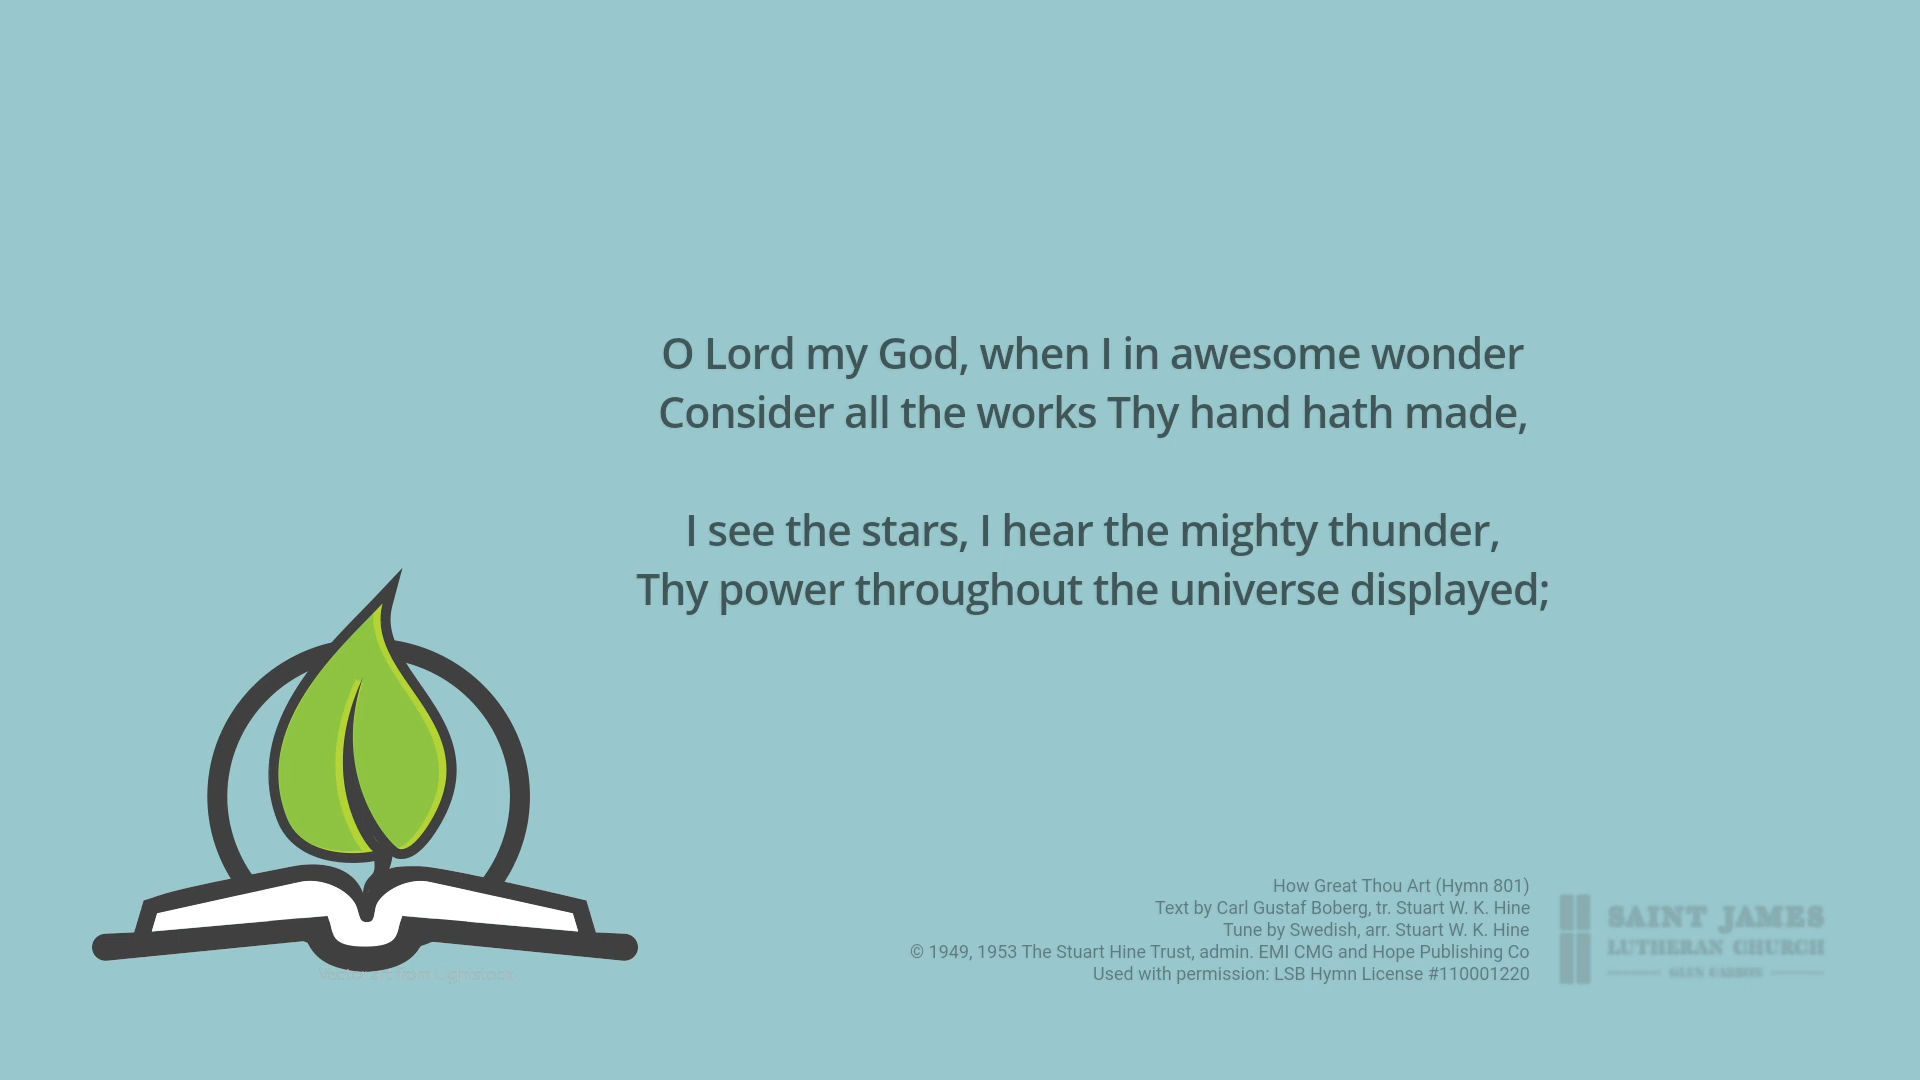 O Lord my God, when I in awesome wonder
Consider all the works Thy hand hath made,
I see the stars, I hear the mighty thunder,
Thy power throughout the universe displayed;
How Great Thou Art (Hymn 801)
Text by Carl Gustaf Boberg, tr. Stuart W. K. Hine
Tune by Swedish, arr. Stuart W. K. Hine
© 1949, 1953 The Stuart Hine Trust, admin. EMI CMG and Hope Publishing Co
Used with permission: LSB Hymn License #110001220
SAINT JAMES
LUTHERAN CHURCH
GLEN CARBON